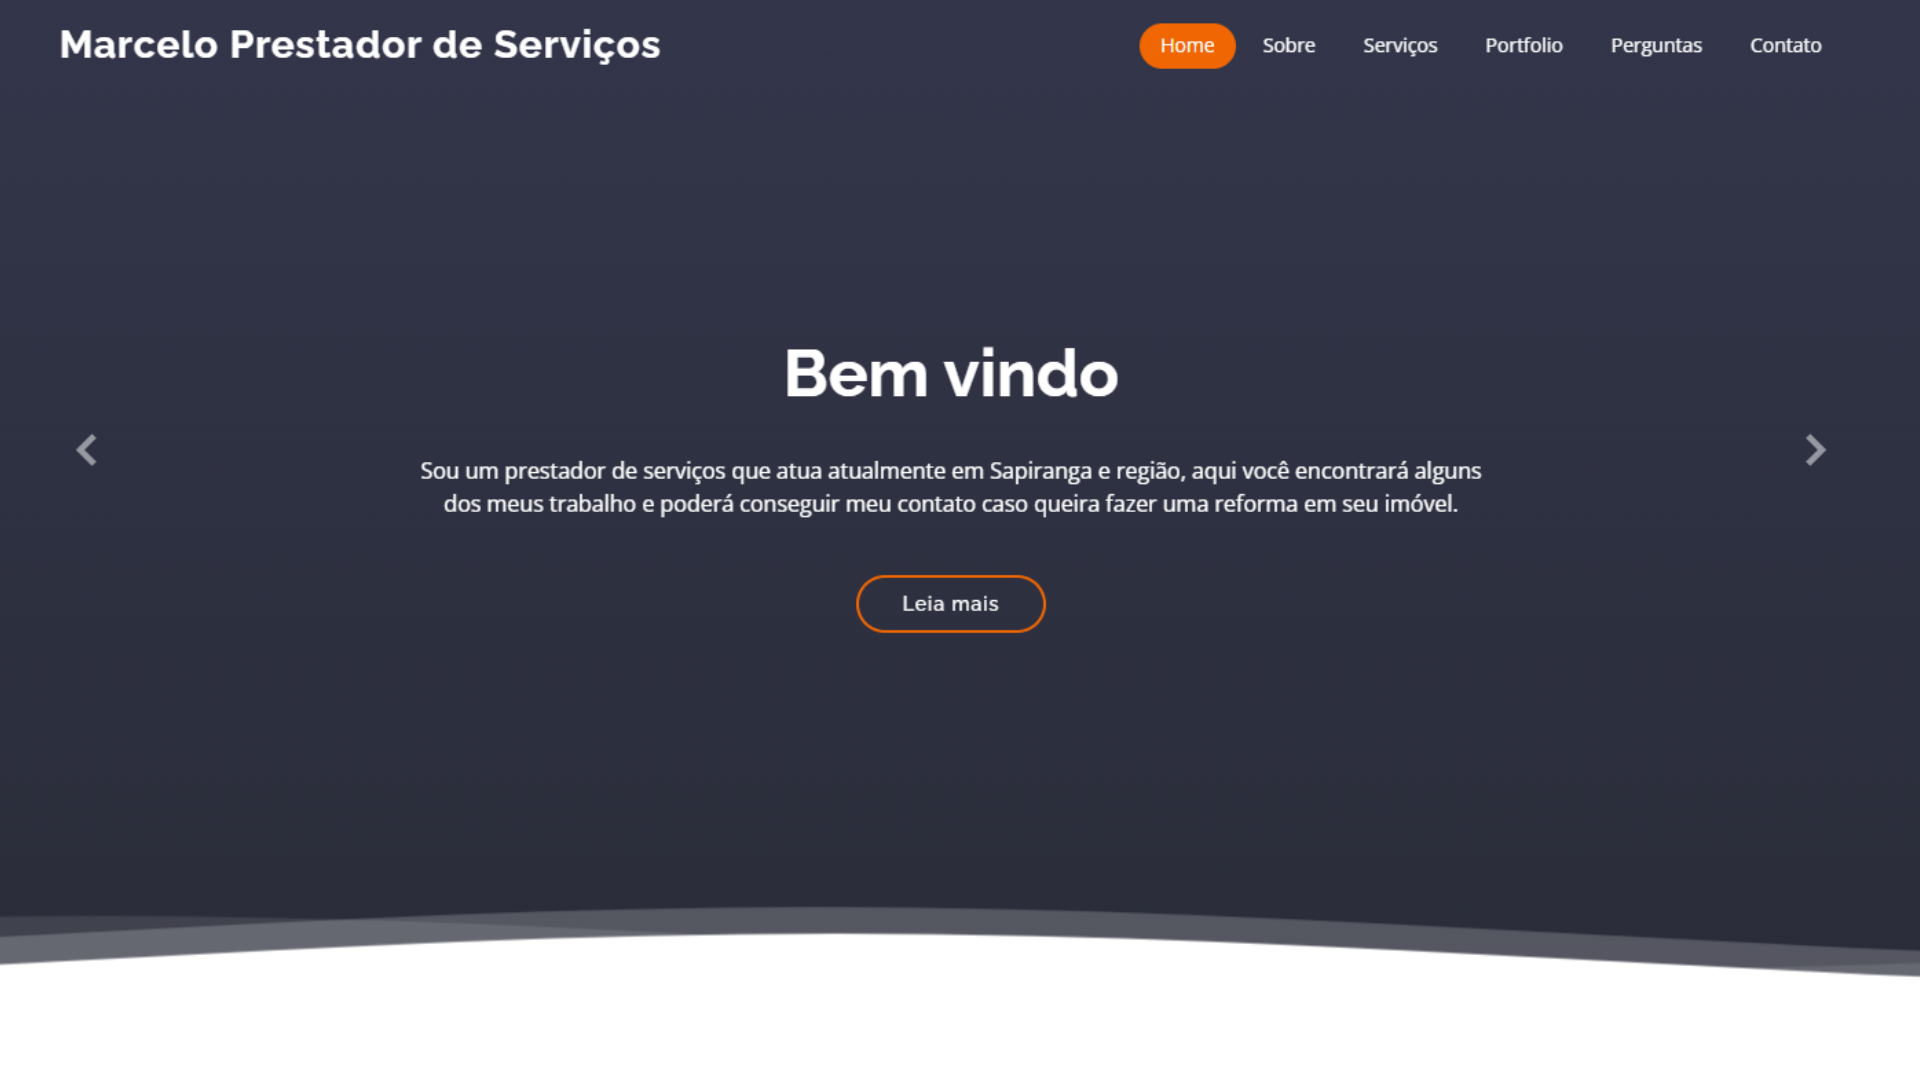 Marcelo Prestador de Serviços
Home
Sobre
Serviços
Portfolio
Perguntas
Contato
Bem vindo
Sou um prestador de serviços que atua atualmente em Sapiranga e região, aqui você encontrará alguns
dos meus trabalho e poderá conseguir meu contato caso queira fazer uma reforma em seu imóvel.
Leia mais